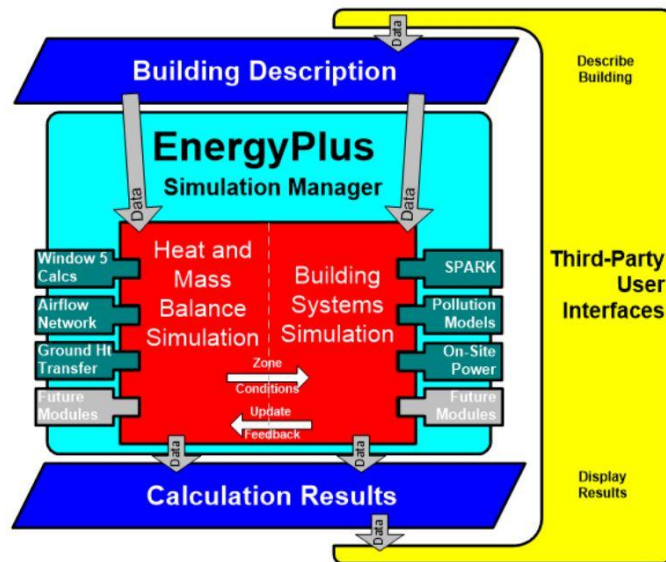 Data
Building Description
Describe
Building
EnergyPlus
Simulation Manager
Data
Data
Window 5
Calcs
Airflow
Network
Ground Ht
Transfer
Future
Modules
Heat and
Mass
Balance
Simulation
Building
Systems
Simulation
Zone
Conditions
Update
Feedback
SPARK
Pollution
Models
On-Site
Power
Future
Modules
Third-Party
User
Interfaces
Data
Data
Calculation Results
Display
Results
Data